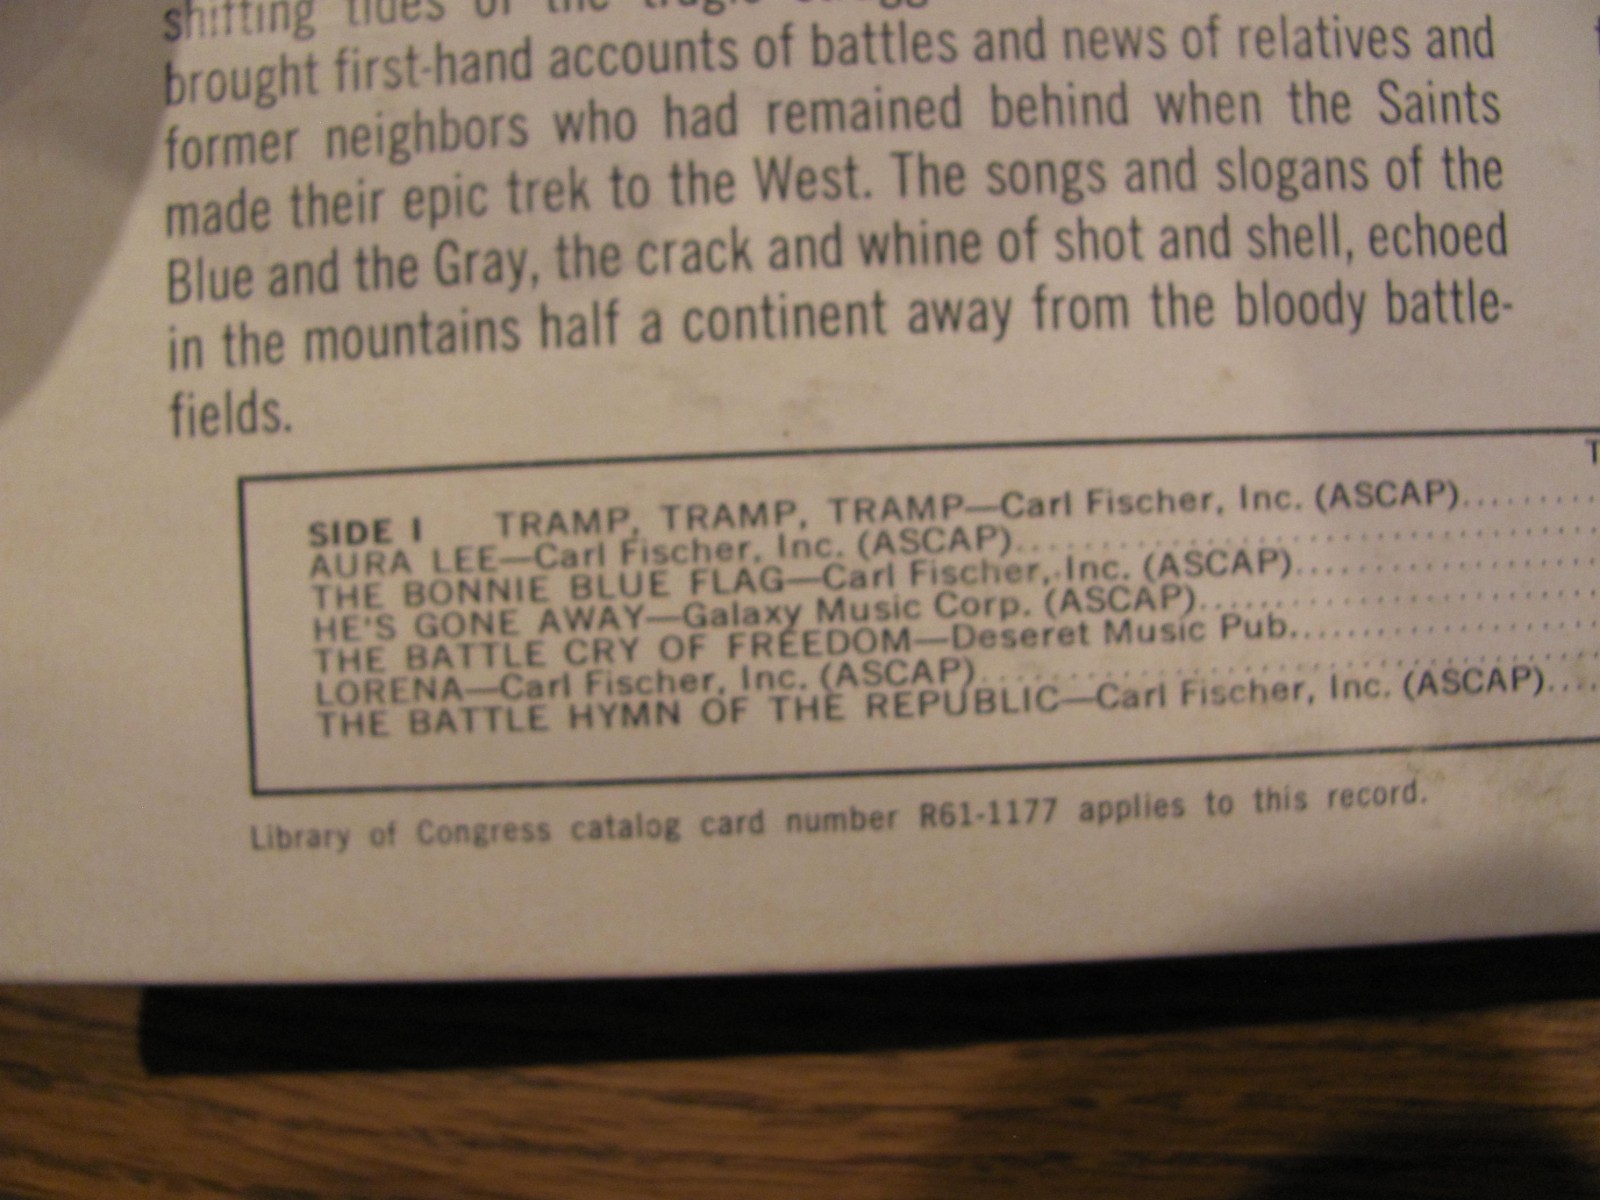 shifting tides of the tragic
brought first-hand accounts of battles and news of relatives and
former neighbors who had remained behind when the Saints
made their epic trek to the West. The songs and slogans of the
Blue and the Gray, the crack and whine of shot and shell, echoed
in the mountains half a continent away from the bloody battle-
fields.
SIDE I TRAMP, TRAMP, TRAMP—Carl Fischer, Inc. (ASCAP)
AURA LEE—Carl Fischer, Inc. (ASCAP)
THE BONNIE BLUE FLAG—Carl Fischer, Inc. (ASCAP)
HE'S GONE AWAY—Galaxy Music Corp. (ASCAP)
THE BATTLE CRY OF FREEDOM—Deseret Music Pub.
LORENA—Carl Fischer, Inc. (ASCAP)
THE BATTLE HYMN OF THE REPUBLIC—Carl Fischer, Inc. (ASCAP)
Library of Congress catalog card number R61-1177 applies to this record.